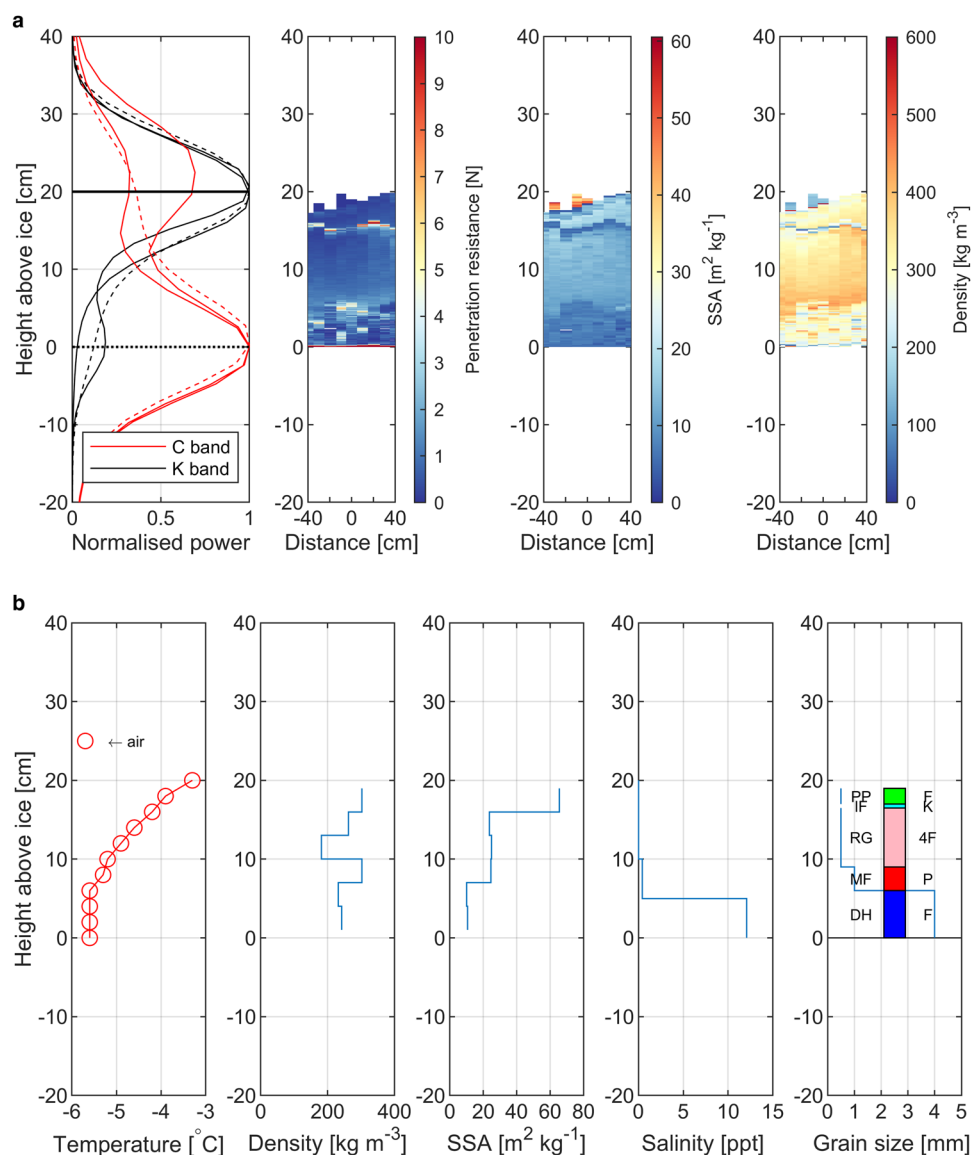 a
40
30
20
10
0
-10
-20
Height above ice [cm]
C band
K band
0 0.5 1
Normalised power
-40 0 40
Distance [cm]
10
9
8
7
6
5
4
3
2
1
0
Penetration resistance [N]
40
30
20
10
0
-10
-20
-40 0 40
Distance [cm]
60
50
40
30
20
10
0
SSA [m² kg⁻¹]
40
30
20
10
0
-10
-20
-40 0 40
Distance [cm]
600
500
400
300
200
100
0
Density [kg m⁻³]
40
30
20
10
0
-10
-20
b
40
30
20
10
0
-10
-20
Height above ice [cm]
← air
-6 -5 -4 -3
Temperature [°C]
40
30
20
10
0
-10
-20
0 200 400
Density [kg m⁻³]
40
30
20
10
0
-10
-20
0 20 40 60 80
SSA [m² kg⁻¹]
40
30
20
10
0
-10
-20
0 5 10 15
Salinity [ppt]
40
30
20
10
0
-10
-20
PP F
IF K
RG 4F
MF P
DH F
0 1 2 3 4 5
Grain size [mm]